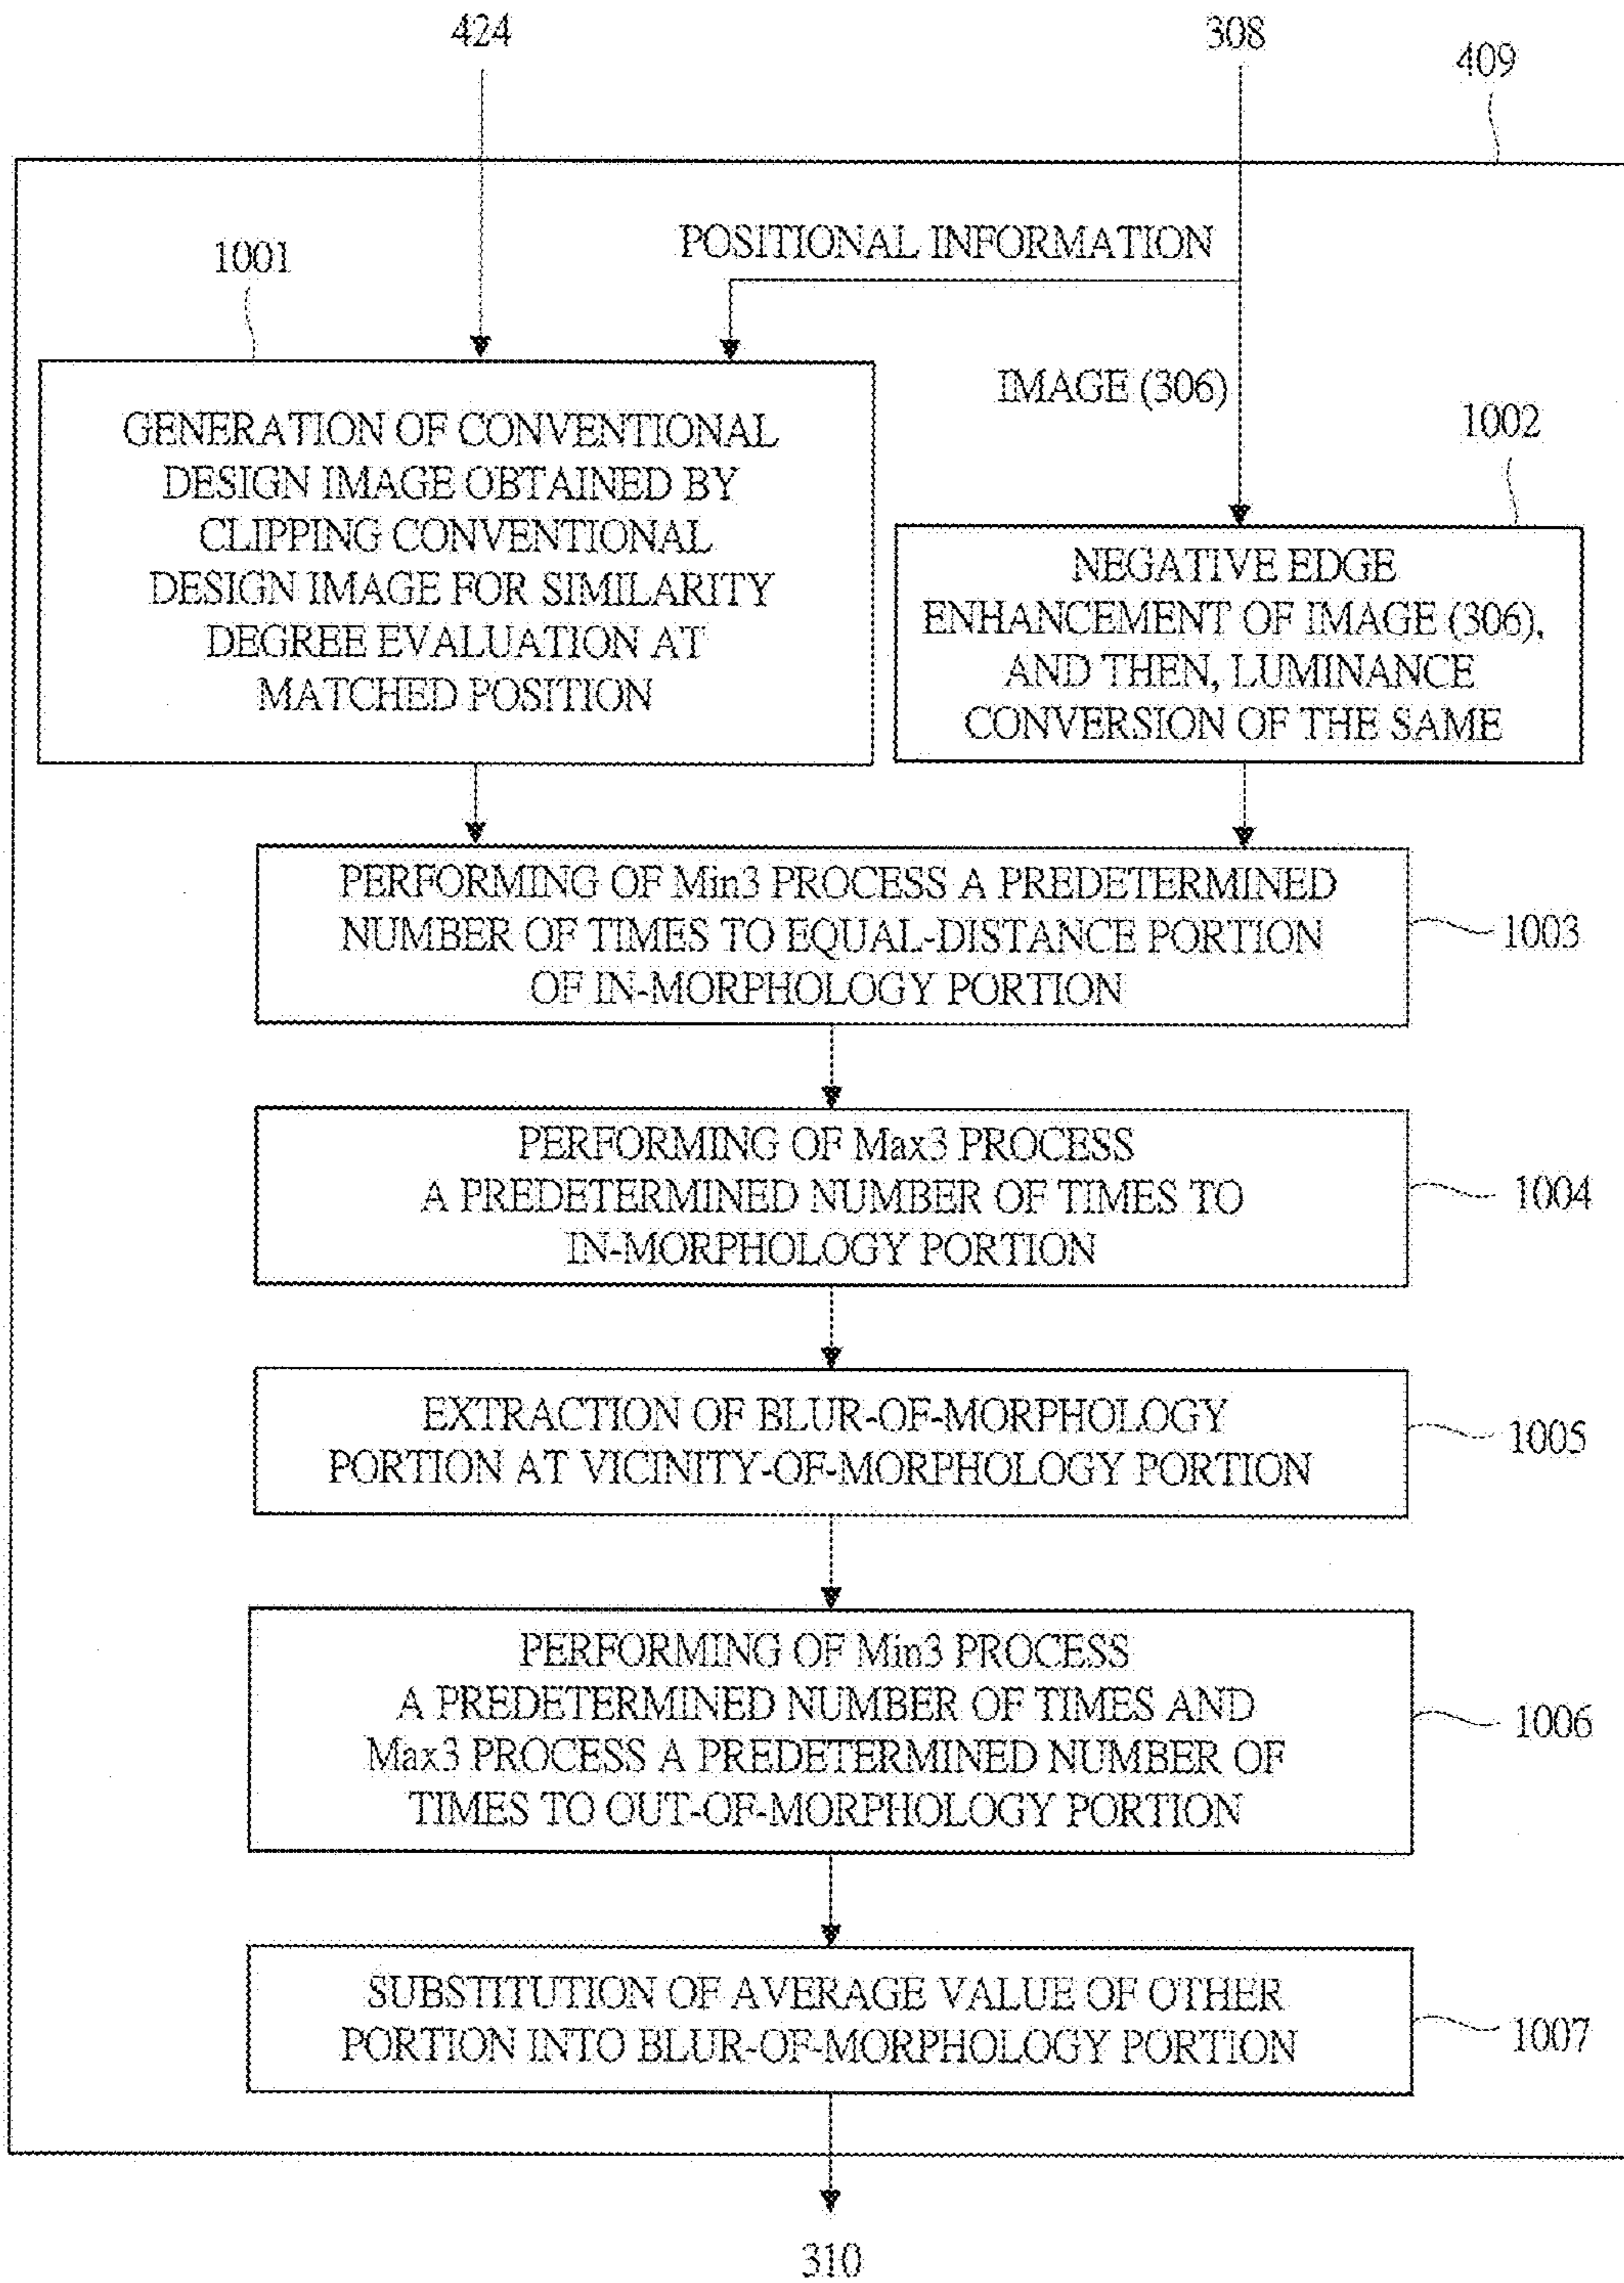 424
308
409
POSITIONAL INFORMATION
1001
IMAGE (306)
1002
GENERATION OF CONVENTIONAL
DESIGN IMAGE OBTAINED BY
CLIPPING CONVENTIONAL
DESIGN IMAGE FOR SIMILARITY
DEGREE EVALUATION AT
MATCHED POSITION
NEGATIVE EDGE
ENHANCEMENT OF IMAGE (306),
AND THEN, LUMINANCE
CONVERSION OF THE SAME
PERFORMING OF Min3 PROCESS A PREDETERMINED
NUMBER OF TIMES TO EQUAL-DISTANCE PORTION
OF IN-MORPHOLOGY PORTION
1003
PERFORMING OF Max3 PROCESS
A PREDETERMINED NUMBER OF TIMES TO
IN-MORPHOLOGY PORTION
1004
EXTRACTION OF BLUR-OF-MORPHOLOGY
PORTION AT VICINITY-OF-MORPHOLOGY PORTION
1005
PERFORMING OF Min3 PROCESS
A PREDETERMINED NUMBER OF TIMES AND
Max3 PROCESS A PREDETERMINED NUMBER OF
TIMES TO OUT-OF-MORPHOLOGY PORTION
1006
SUBSTITUTION OF AVERAGE VALUE OF OTHER
PORTION INTO BLUR-OF-MORPHOLOGY PORTION
1007
310